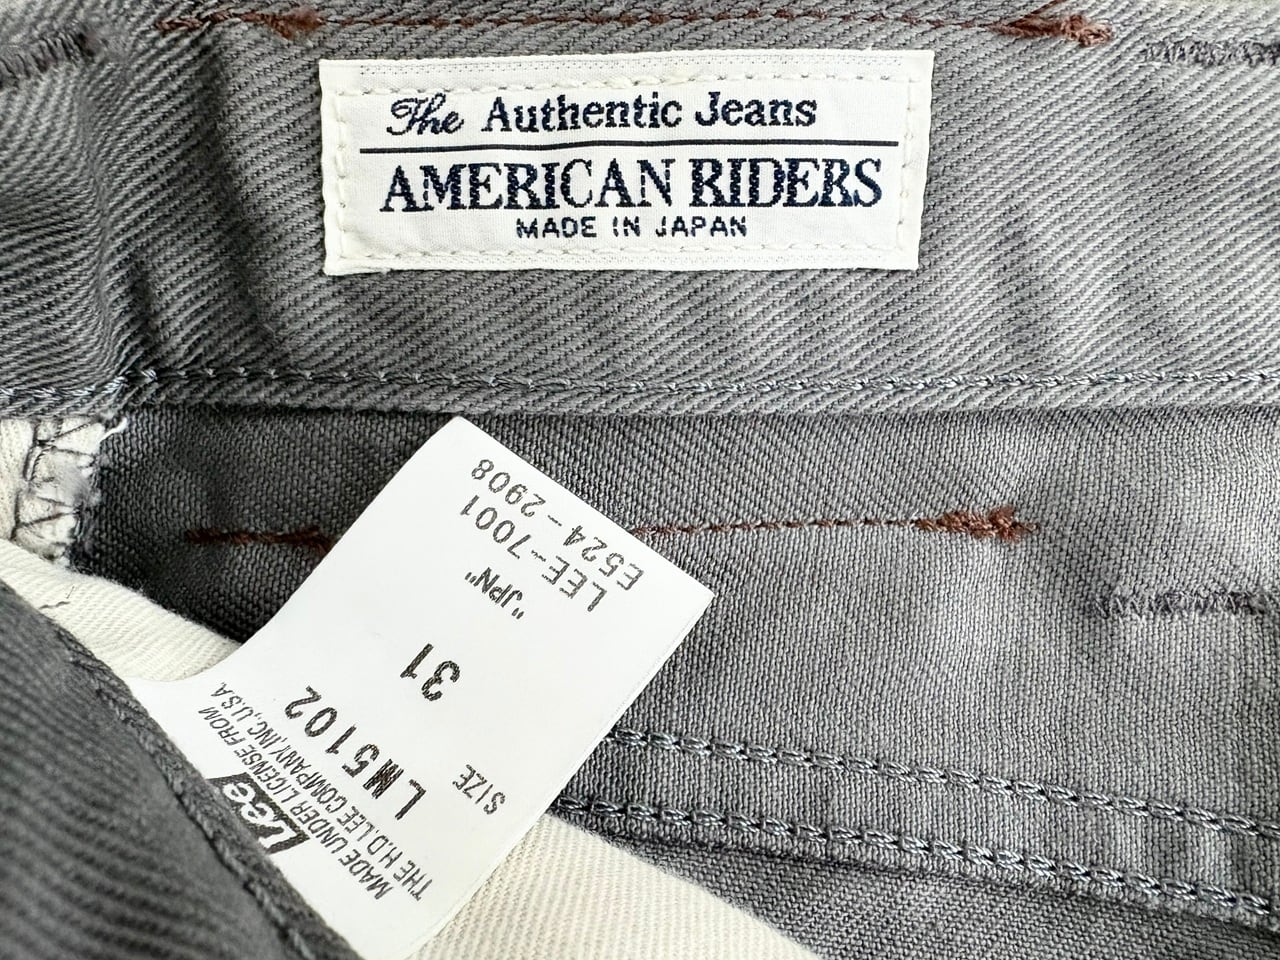 The Authentic Jeans
AMERICAN RIDERS
MADE IN JAPAN
Lee
MADE UNDER LICENSE FROM
THE H.D. LEE COMPANY, INC., U.S.A.
LM5102
SIZE 31
"JPN"
LEE-7001
E524-2908